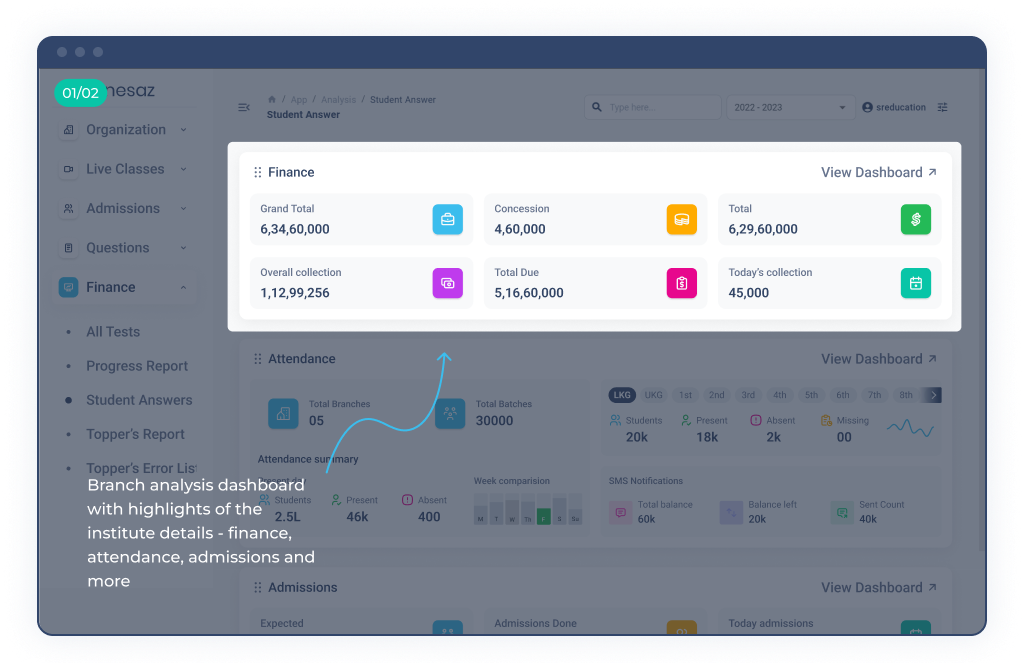 01/02
nesaz
/ App / Analysis / Student Answer
Student Answer
Type here...
2022 - 2023
sreducation
Organization
Live Classes
Admissions
Questions
Finance
All Tests
Progress Report
Student Answers
Topper's Report
Topper's Error List
Finance
View Dashboard
Grand Total
6,34,60,000
Concession
4,60,000
Total
6,29,60,000
Overall collection
1,12,99,256
Total Due
5,16,60,000
Today's collection
45,000
Attendance
View Dashboard
Total Branches
05
Total Batches
30000
LKG UKG 1st 2nd 3rd 4th 5th 6th 7th 8th
Students
20k
Present
18k
Absent
2k
Missing
00
Attendance summary
Students
2.5L
Present
46k
Absent
400
Week comparision
M T W Th F S Su
SMS Notifications
Total balance
60k
Balance left
20k
Sent Count
40k
Branch analysis dashboard
with highlights of the
institute details - finance,
attendance, admissions and
more
Admissions
View Dashboard
Expected
Admissions Done
Today admissions